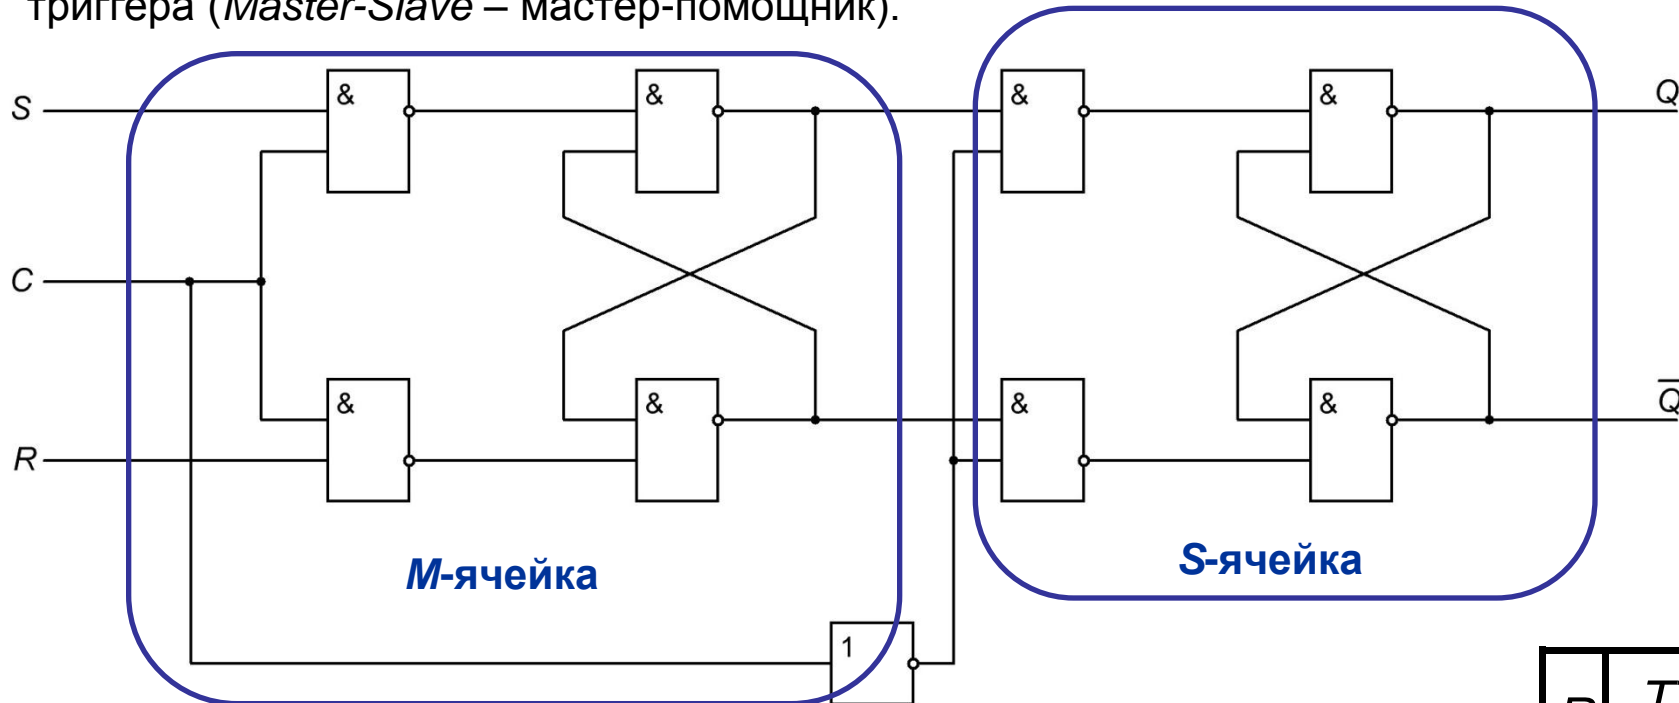 триггера (Master-Slave – мастер-помощник).
& & & & Q
S
C
& & & & Q̅
R
М-ячейка S-ячейка
1
R T